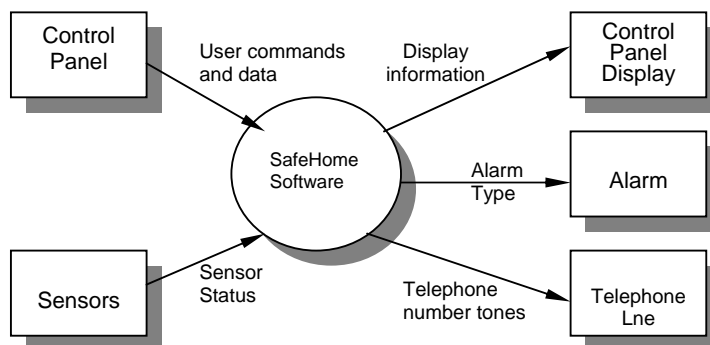 Control
Panel
User commands
and data
Display
information
Control
Panel
Display
SafeHome
Software
Alarm
Type
Alarm
Sensors
Sensor
Status
Telephone
number tones
Telephone
Lne